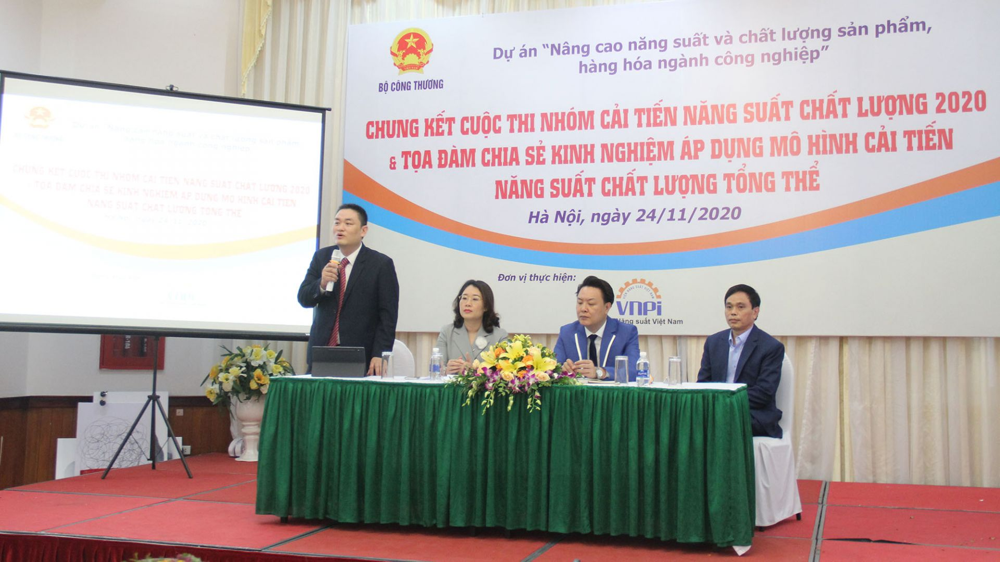 BỘ CÔNG THƯƠNG
Dự án “Nâng cao năng suất và chất lượng sản phẩm,
hàng hóa ngành công nghiệp”
CHUNG KẾT CUỘC THI NHÓM CẢI TIẾN NĂNG SUẤT CHẤT LƯỢNG 2020
& TỌA ĐÀM CHIA SẺ KINH NGHIỆM ÁP DỤNG MÔ HÌNH CẢI TIẾN
NĂNG SUẤT CHẤT LƯỢNG TỔNG THỂ
Hà Nội, ngày 24/11/2020
Đơn vị thực hiện:
VIỆN NĂNG SUẤT VIỆT NAM
VNPi
Năng suất Việt Nam
Dự án “Nâng cao năng suất và chất lượng sản phẩm,
hàng hóa ngành công nghiệp”
BỘ CÔNG THƯƠNG
CHUNG KẾT CUỘC THI NHÓM CẢI TIẾN NĂNG SUẤT CHẤT LƯỢNG 2020
& TỌA ĐÀM CHIA SẺ KINH NGHIỆM ÁP DỤNG MÔ HÌNH CẢI TIẾN
NĂNG SUẤT CHẤT LƯỢNG TỔNG THỂ
Hà Nội, ngày 24/11/2020